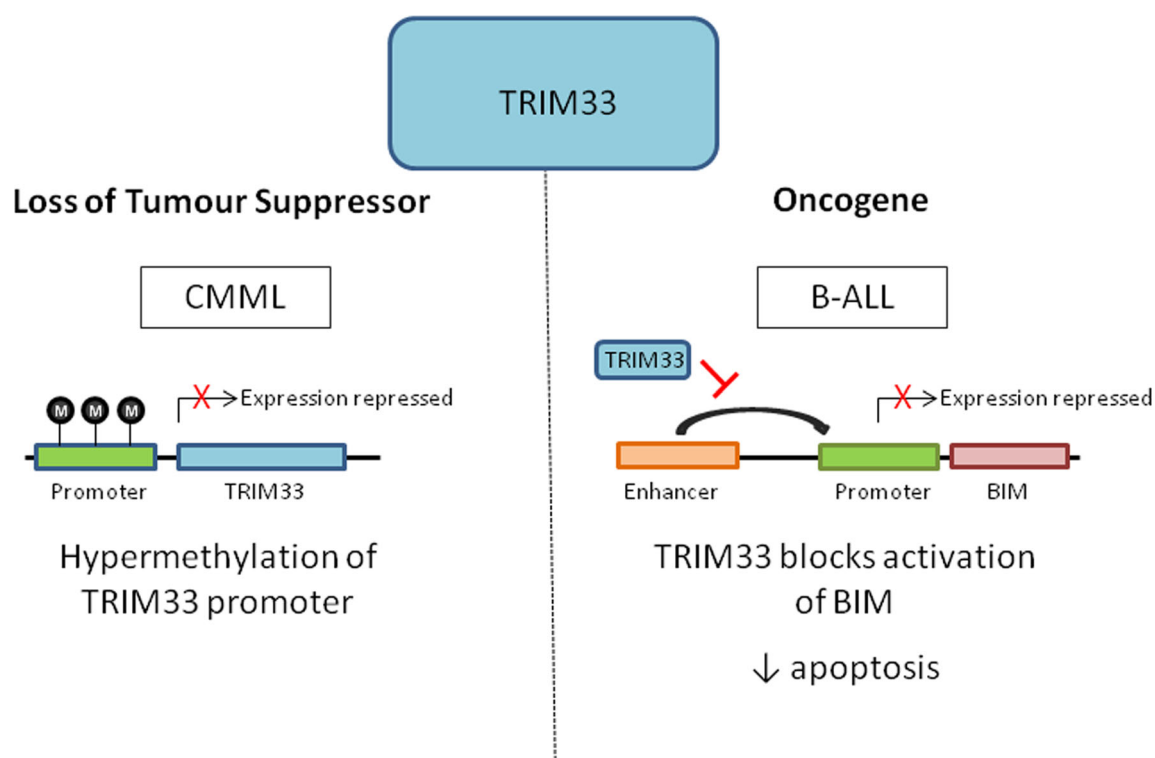 TRIM33
Loss of Tumour Suppressor
CMML
M M M
Expression repressed
Promoter
TRIM33
Hypermethylation of
TRIM33 promoter
Oncogene
B-ALL
TRIM33
Expression repressed
Enhancer
Promoter
BIM
TRIM33 blocks activation
of BIM
↓ apoptosis